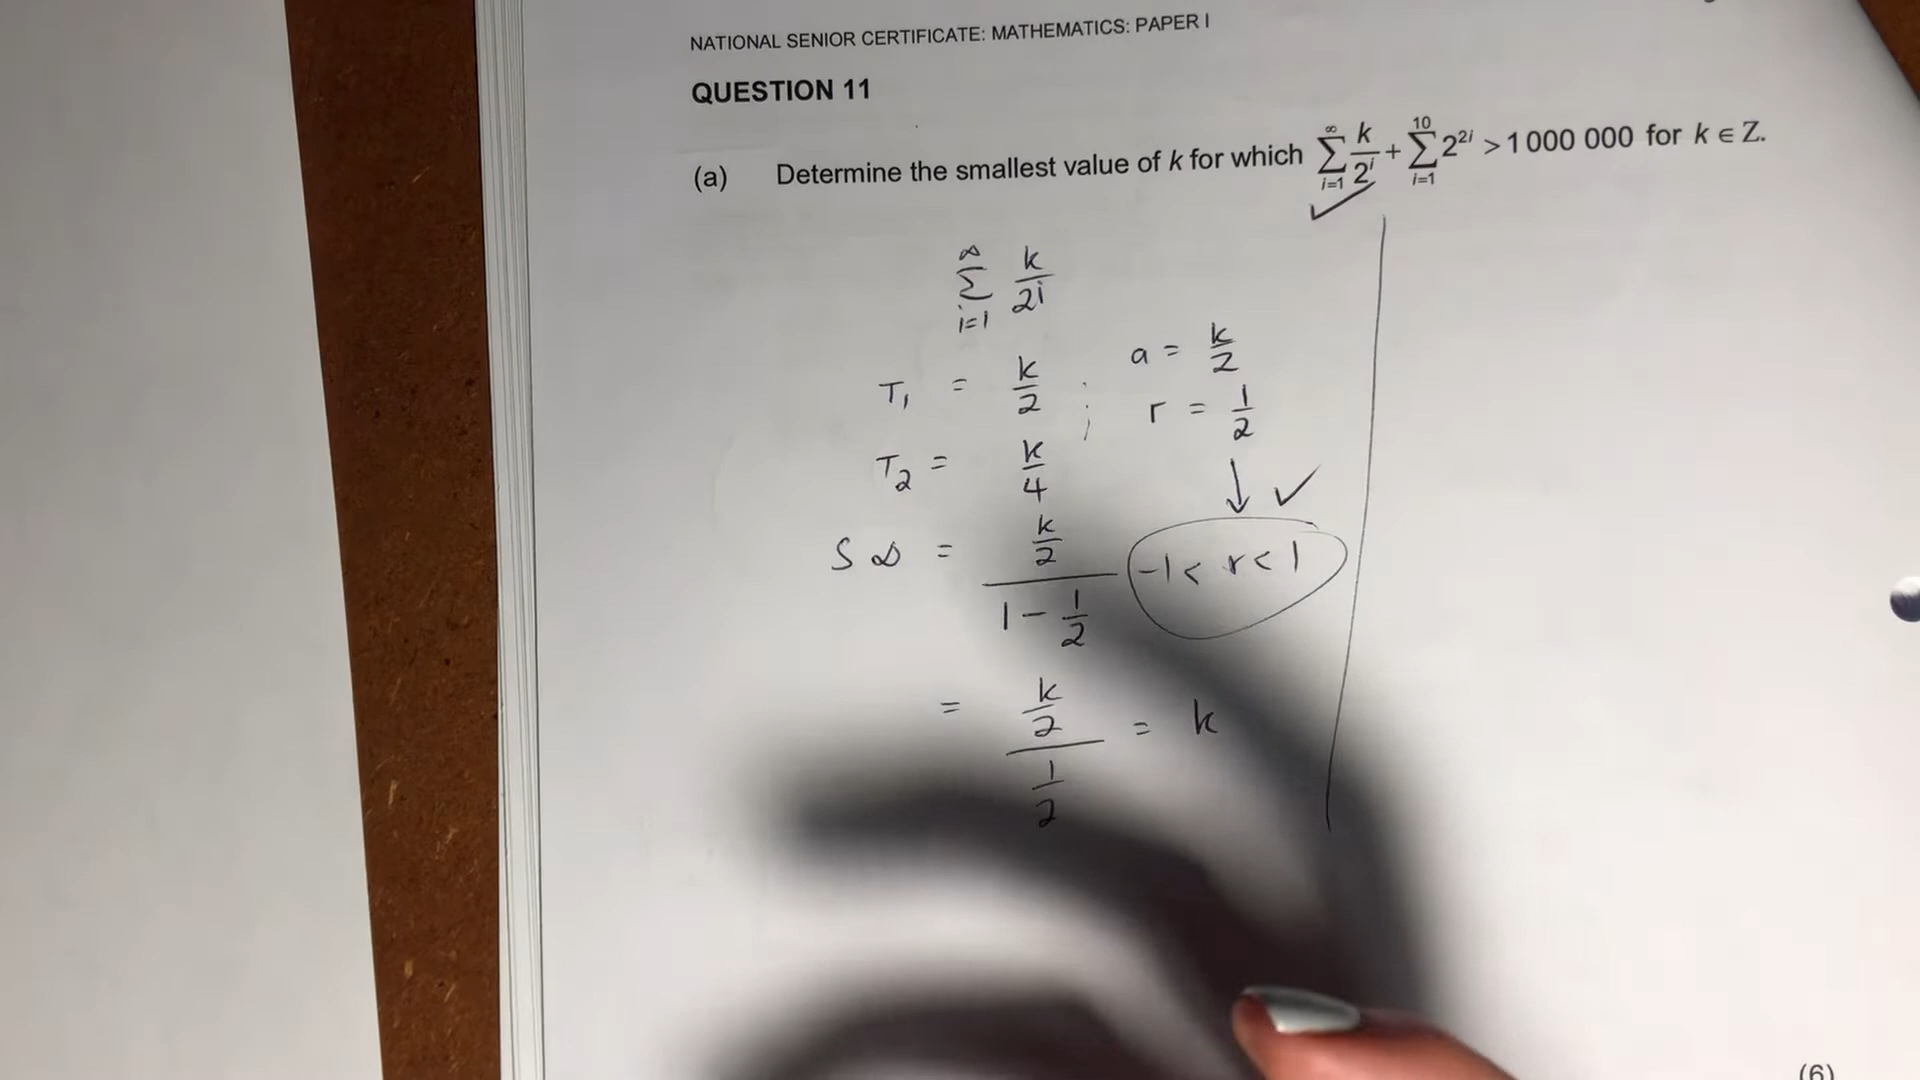 NATIONAL SENIOR CERTIFICATE: MATHEMATICS: PAPER I
QUESTION 11
(a) Determine the smallest value of k for which ∑_{i=1}^{∞} k/2^i + ∑_{i=1}^{10} 2^{2i} > 1 000 000 for k ∈ Z.
∑_{i=1}^{∞} k/2^i
T₁ = k/2 ; a = k/2
r = 1/2
T₂ = k/4
S∞ = (k/2)/(1 - 1/2) -1 < r < 1
= (k/2)/(1/2) = k
(6)